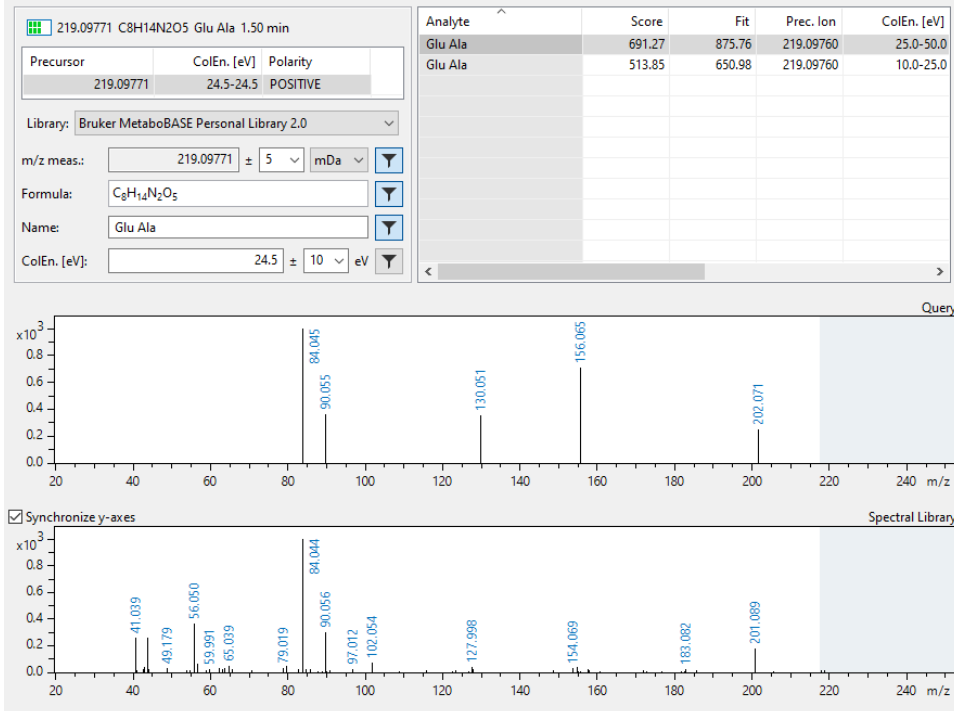 219.09771 C8H14N2O5 Glu Ala 1.50 min
Precursor ColEn. [eV] Polarity
219.09771 24.5-24.5 POSITIVE
Library: Bruker MetaboBASE Personal Library 2.0
m/z meas.: 219.09771 ± 5 mDa
Formula: C₈H₁₄N₂O₅
Name: Glu Ala
ColEn. [eV]: 24.5 ± 10 eV
Analyte Score Fit Prec. Ion ColEn. [eV]
Glu Ala 691.27 875.76 219.09760 25.0-50.0
Glu Ala 513.85 650.98 219.09760 10.0-25.0
Query
x10³
0.8
0.6
0.4
0.2
0.0
84.045
90.055
130.051
156.065
202.071
20 40 60 80 100 120 140 160 180 200 220 240 m/z
Synchronize y-axes Spectral Library
x10³
0.8
0.6
0.4
0.2
0.0
41.039
49.179
56.050
59.991
65.039
79.019
84.044
90.056
97.012
102.054
127.998
154.069
183.082
201.089
20 40 60 80 100 120 140 160 180 200 220 240 m/z